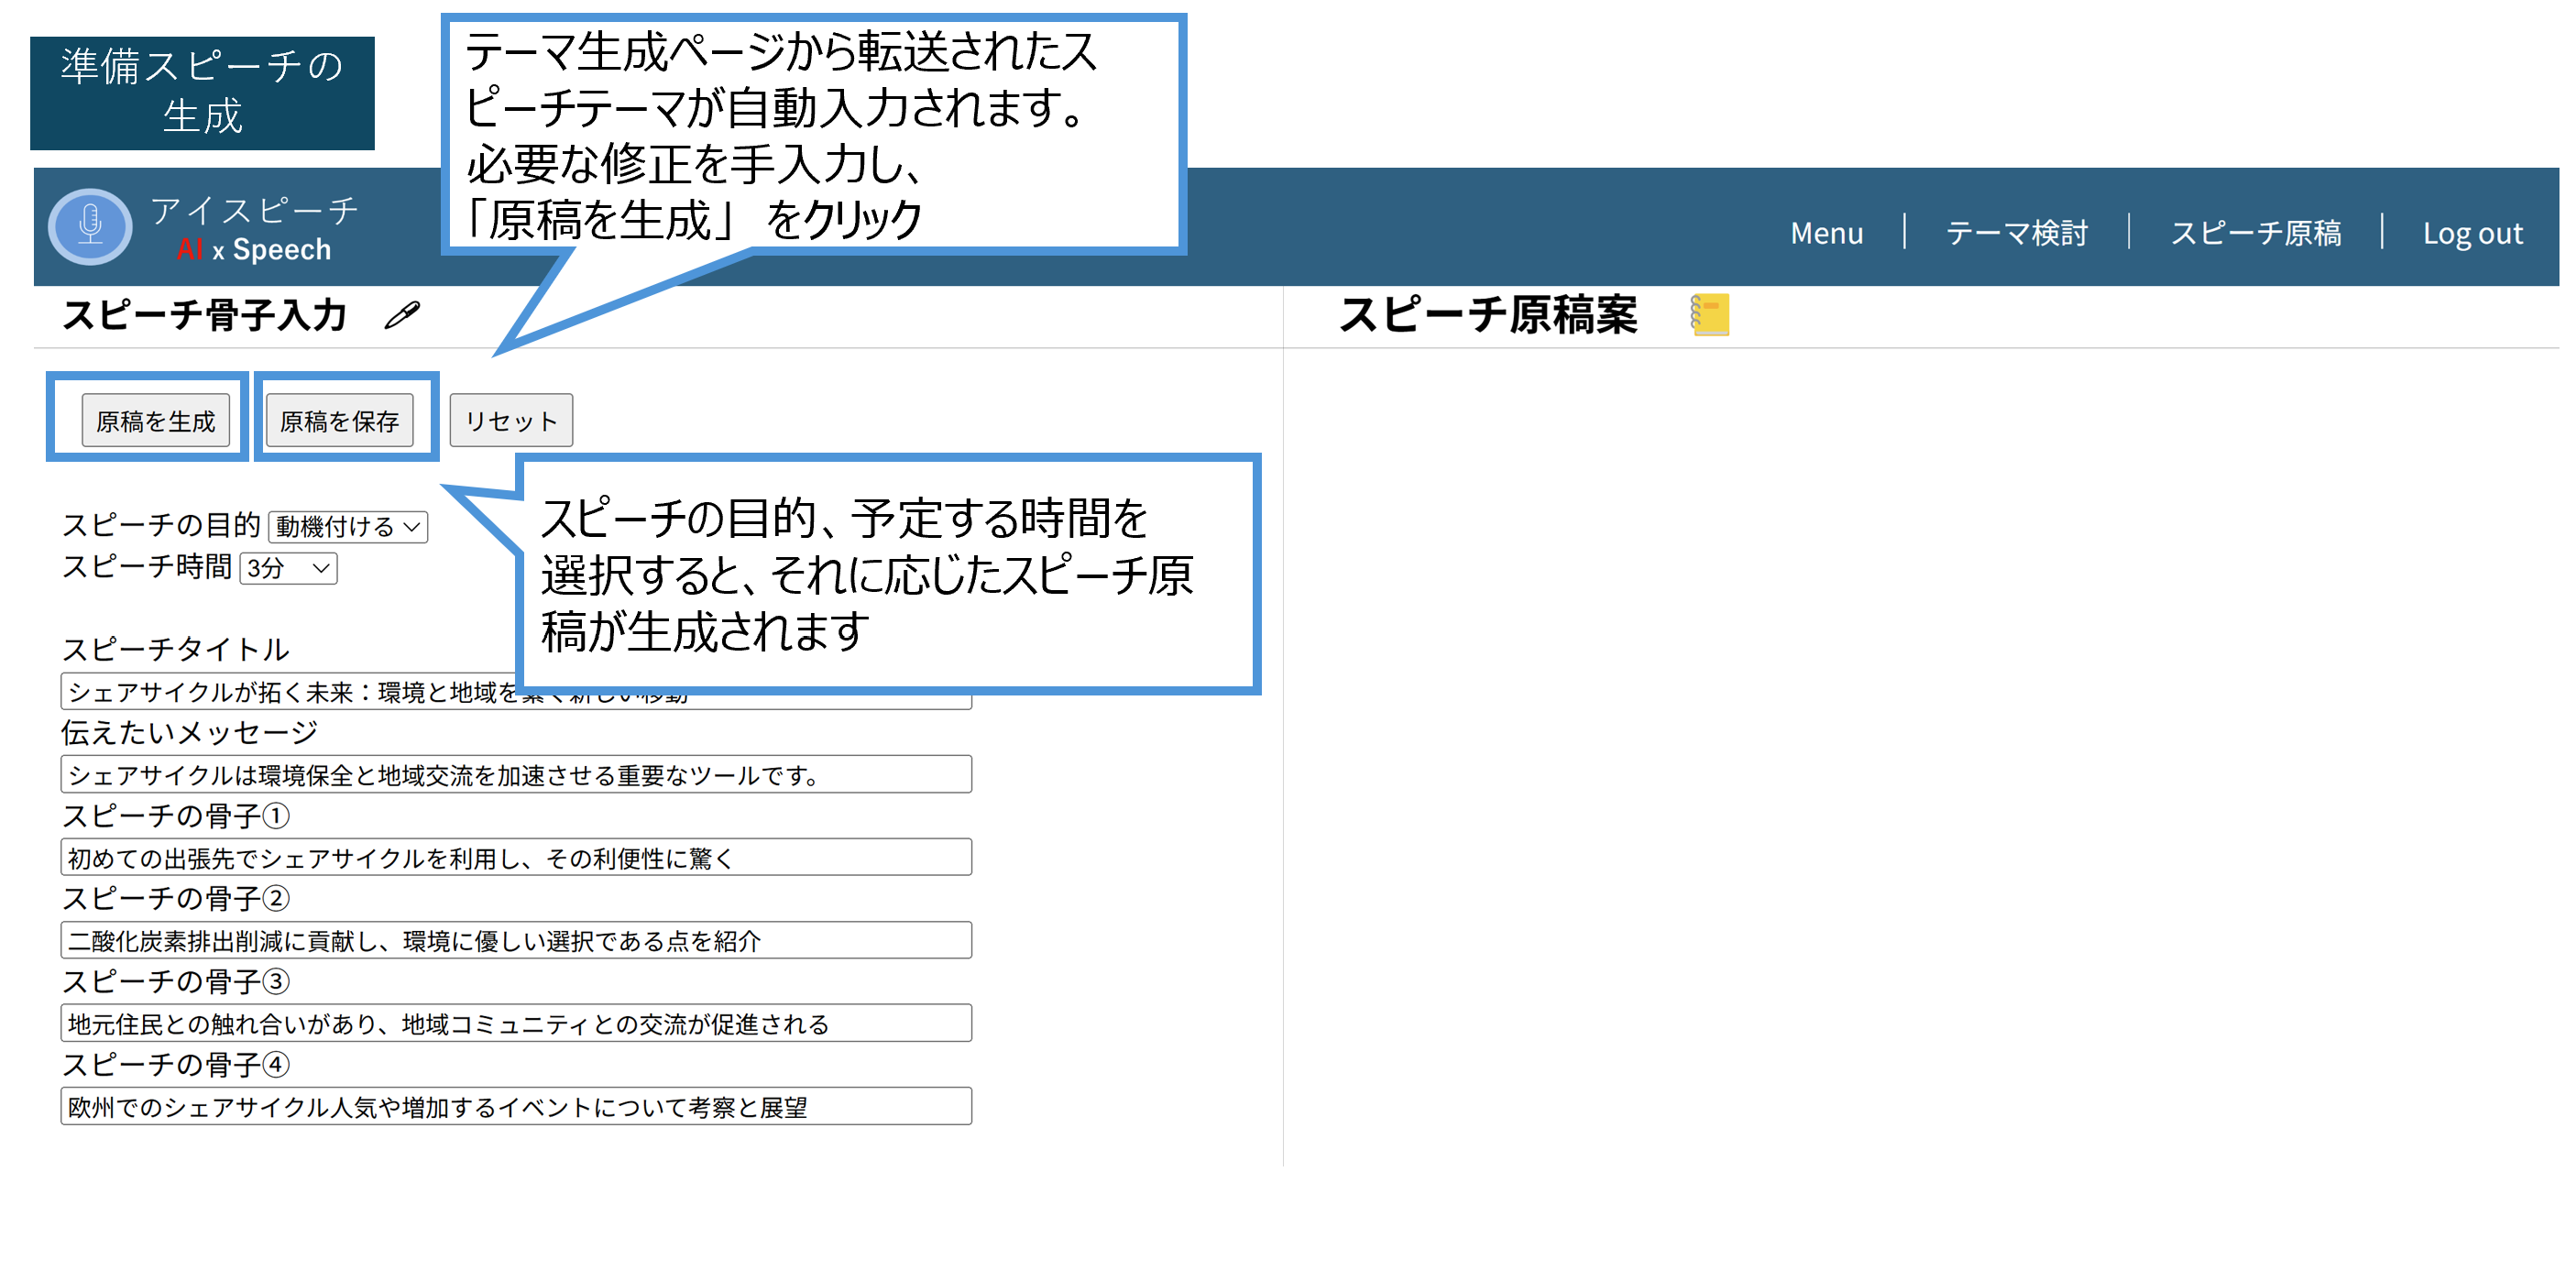 準備スピーチの
生成
テーマ生成ページから転送されたス
ピーチテーマが自動入力されます。
必要な修正を手入力し、
「原稿を生成」 をクリック
アイスピーチ
AI x Speech
Menu
テーマ検討
スピーチ原稿
Log out
スピーチ骨子入力
スピーチ原稿案
原稿を生成
原稿を保存
リセット
スピーチの目的、予定する時間を
選択すると、それに応じたスピーチ原
稿が生成されます
スピーチの目的 動機付ける
スピーチ時間 3分
スピーチタイトル
シェアサイクルが拓く未来：環境と地域を繋ぐ新しい移動
伝えたいメッセージ
シェアサイクルは環境保全と地域交流を加速させる重要なツールです。
スピーチの骨子①
初めての出張先でシェアサイクルを利用し、その利便性に驚く
スピーチの骨子②
二酸化炭素排出削減に貢献し、環境に優しい選択である点を紹介
スピーチの骨子③
地元住民との触れ合いがあり、地域コミュニティとの交流が促進される
スピーチの骨子④
欧州でのシェアサイクル人気や増加するイベントについて考察と展望